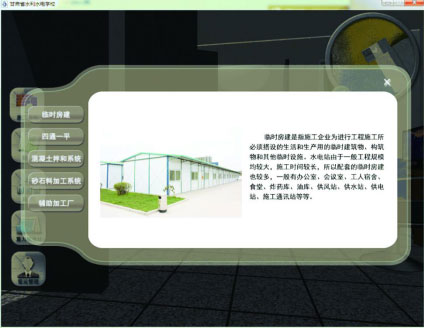 甘肃省水利水电学校
临时房建
四通一平
混凝土拌和系统
砂石料加工系统
辅助加工厂
临时房建是指施工企业为进行工程施工所
必须搭设的生活和生产用的临时建筑物、构筑
物和其他临时设施。水电站由于一般工程规模
均较大，施工时间较长，所以配套的临时房建
也较多，一般有办公室、会议室、工人宿舍、
食堂、炸药库、油库、供风站、供水站、供电
站、施工通讯站等等。